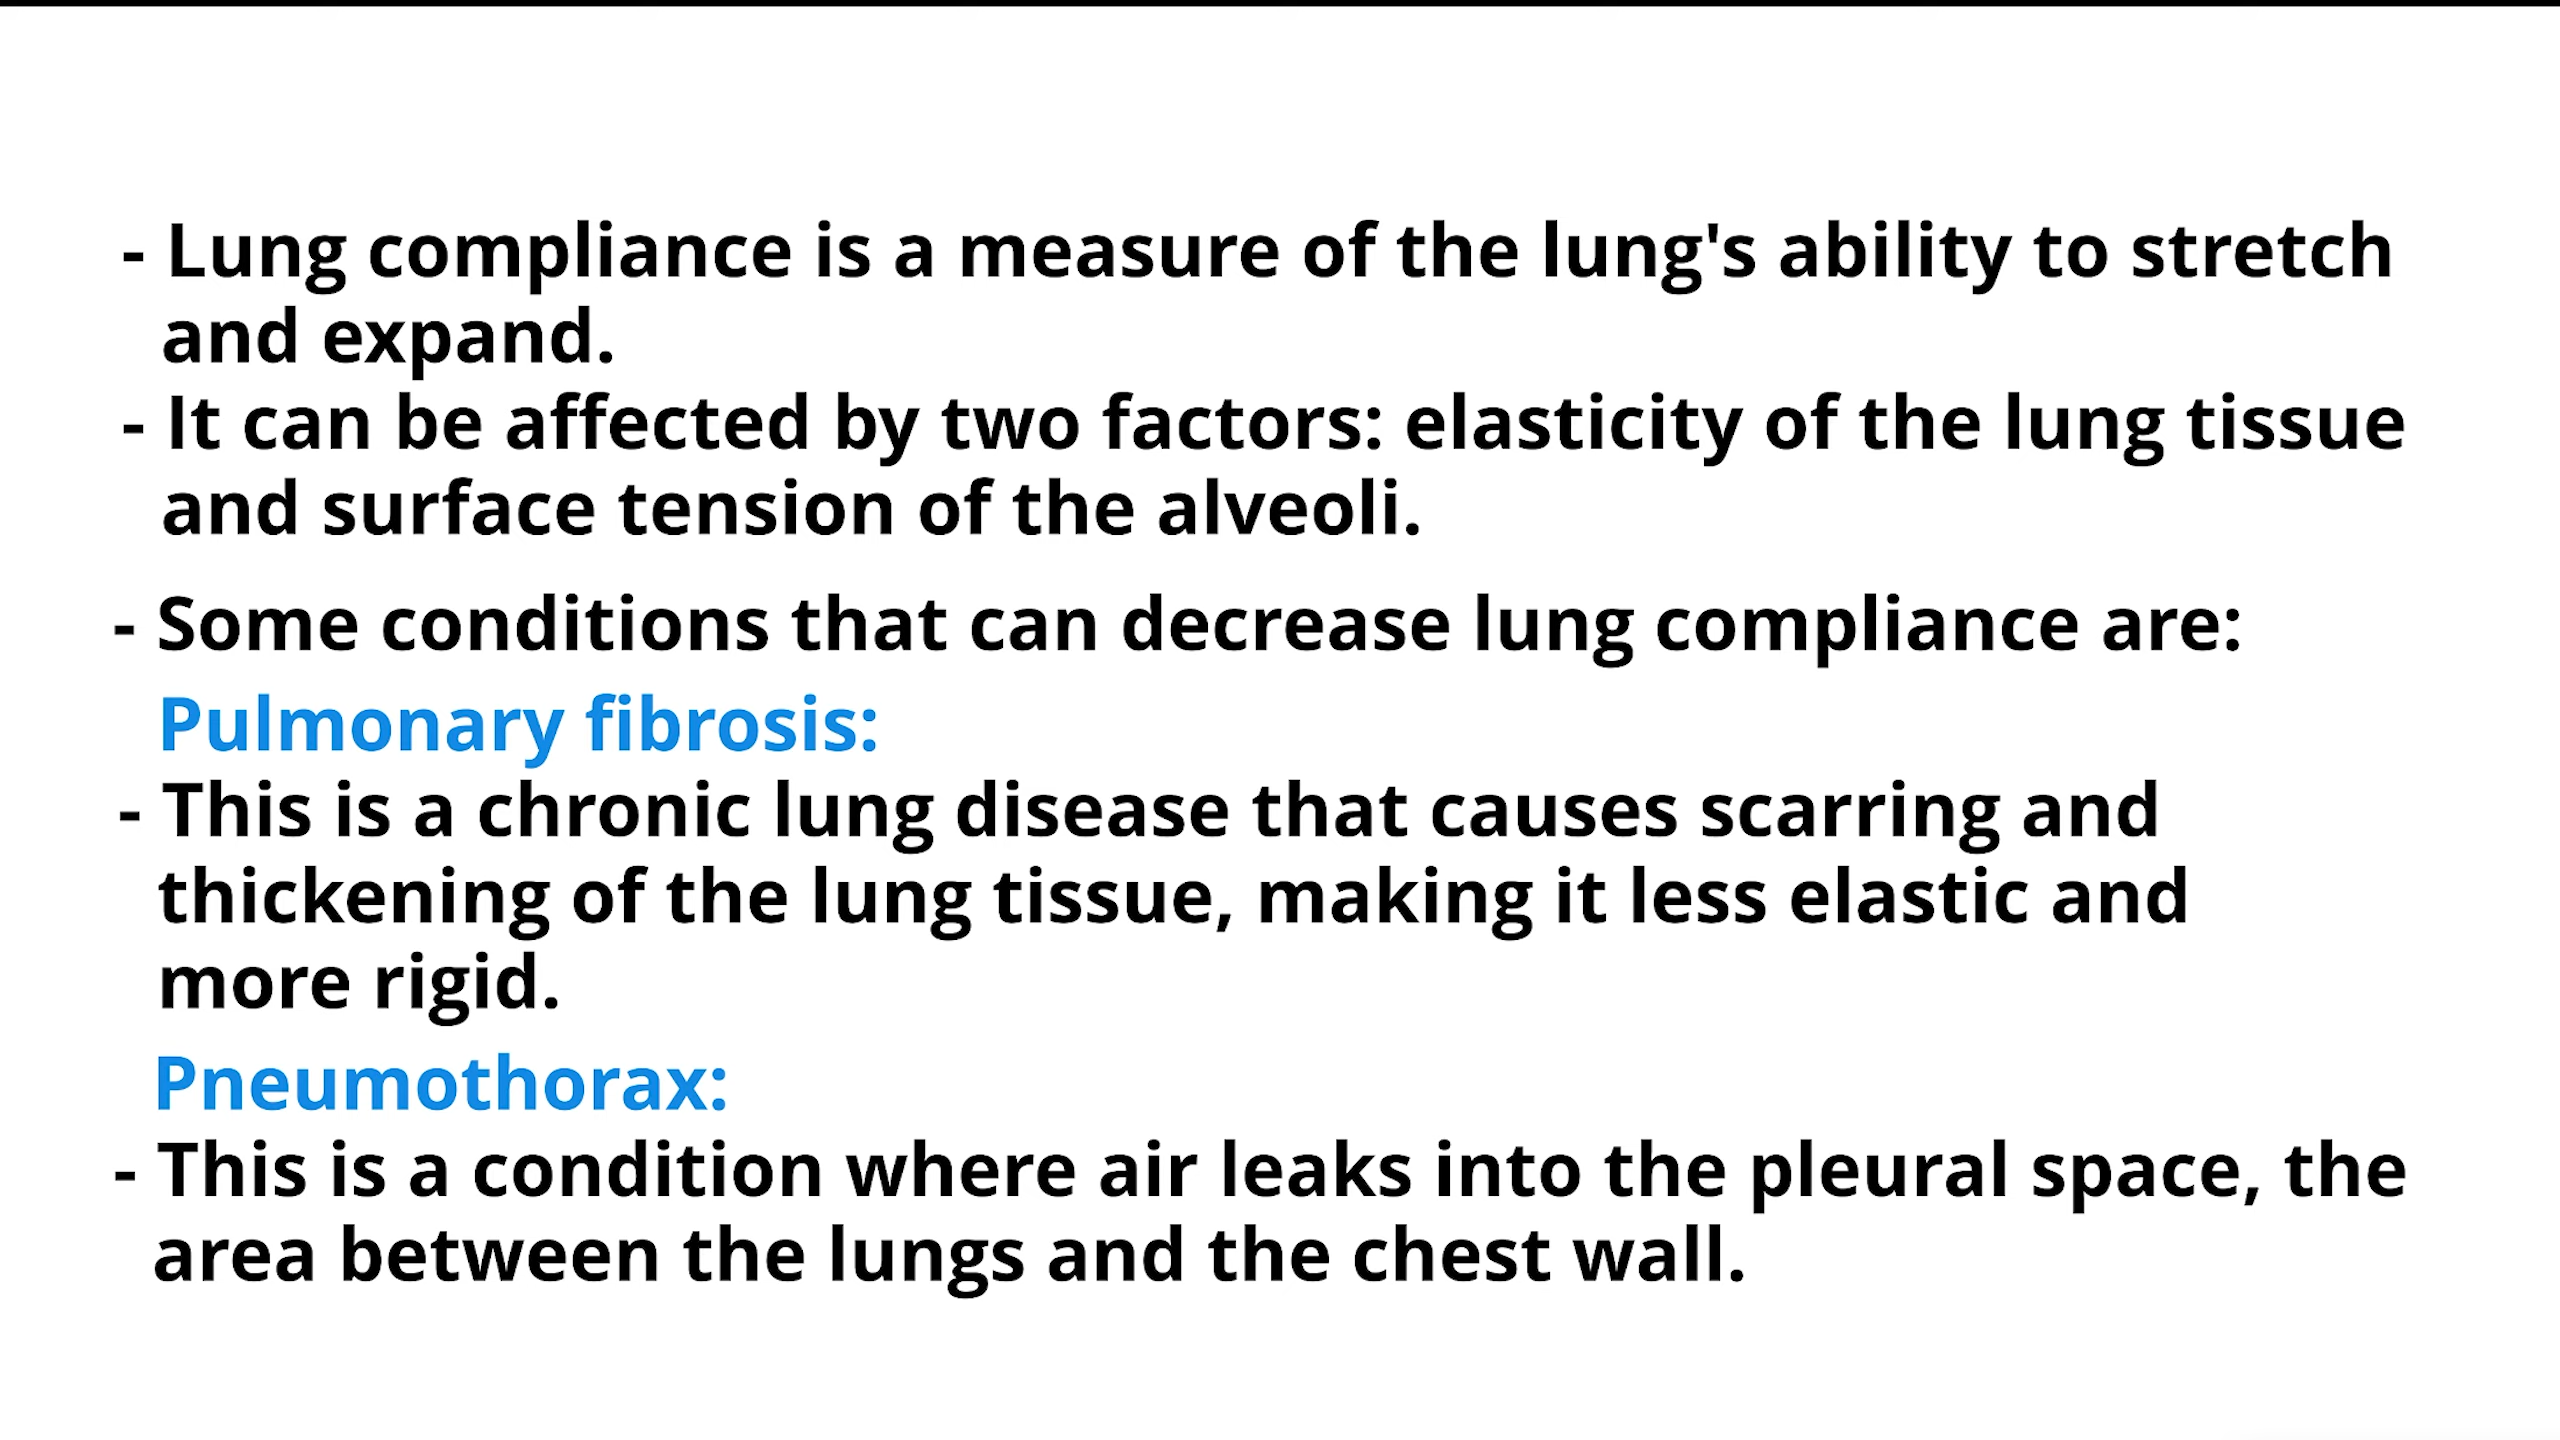 - Lung compliance is a measure of the lung's ability to stretch
and expand.
- It can be affected by two factors: elasticity of the lung tissue
and surface tension of the alveoli.
- Some conditions that can decrease lung compliance are:
Pulmonary fibrosis:
- This is a chronic lung disease that causes scarring and
thickening of the lung tissue, making it less elastic and
more rigid.
Pneumothorax:
- This is a condition where air leaks into the pleural space, the
area between the lungs and the chest wall.